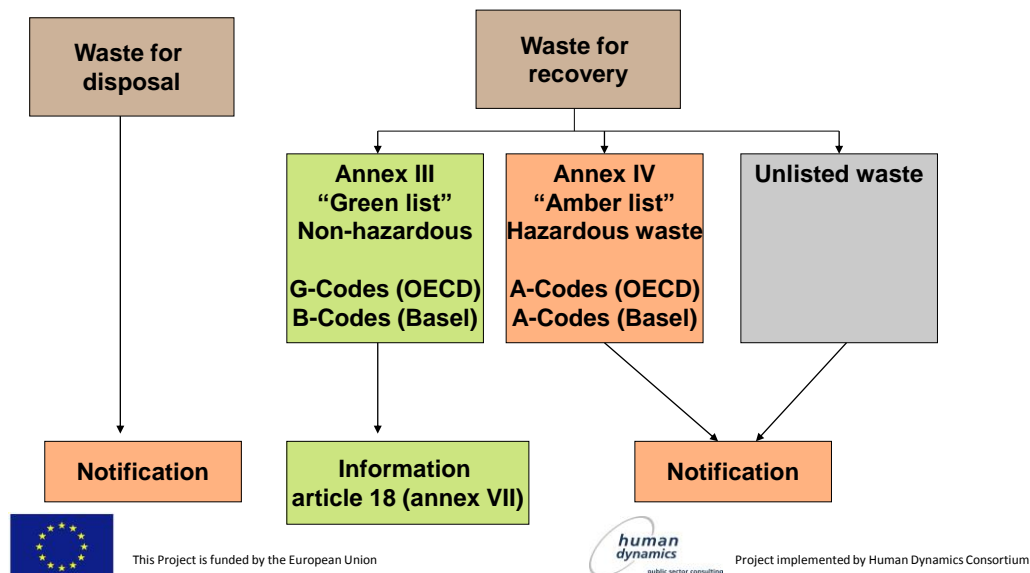 Waste for
disposal
Waste for
recovery
Annex III
“Green list”
Non-hazardous
G-Codes (OECD)
B-Codes (Basel)
Annex IV
“Amber list”
Hazardous waste
A-Codes (OECD)
A-Codes (Basel)
Unlisted waste
Notification
Information
article 18 (annex VII)
Notification
This Project is funded by the European Union
human
dynamics
public sector consulting
Project implemented by Human Dynamics Consortium